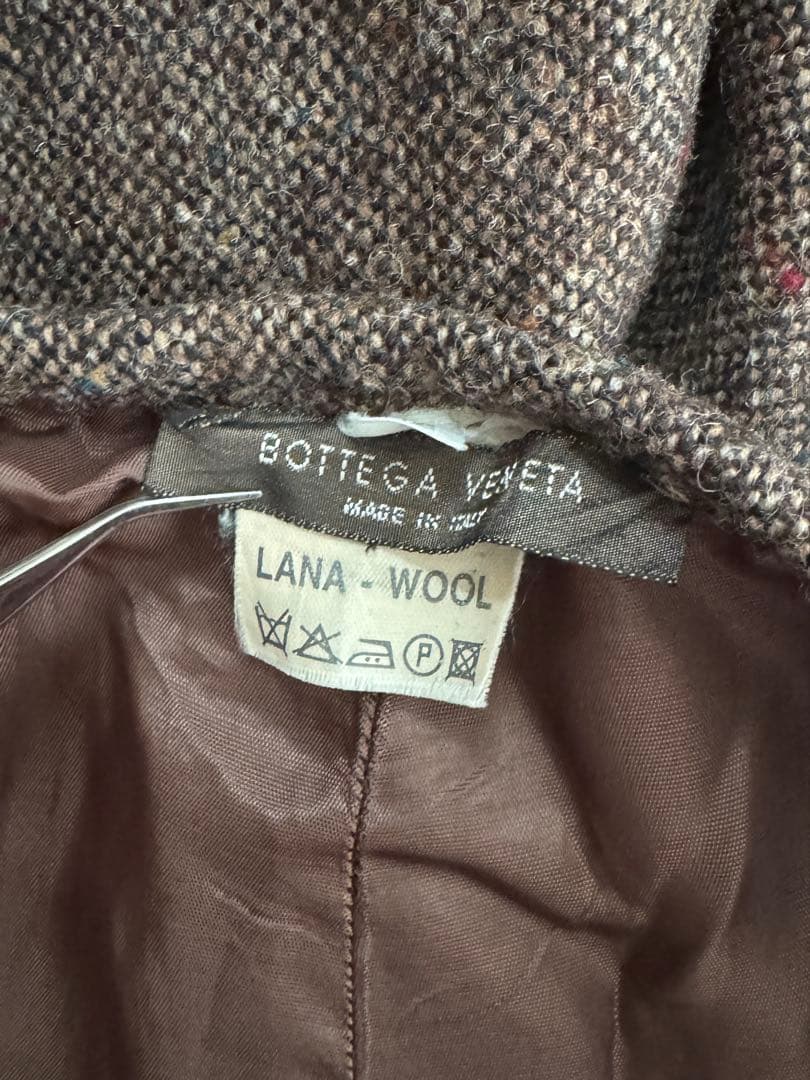 BOTTEGA VENETA
MADE IN ITALY
LANA - WOOL
P